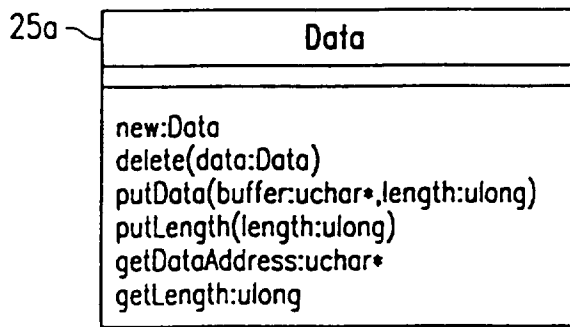 25a
Data
new:Data
delete(data:Data)
putData(buffer:uchar*,length:ulong)
putLength(length:ulong)
getDataAddress:uchar*
getLength:ulong